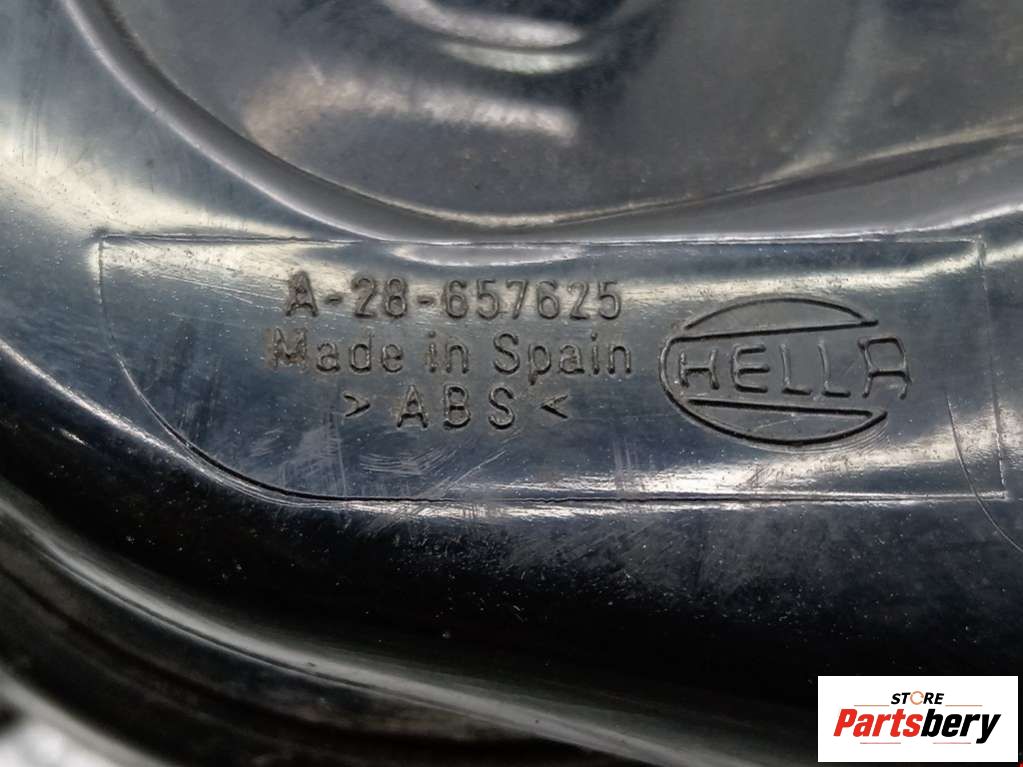 A-28-657625
Made in Spain
> ABS <
HELLA
STORE
Partsbery